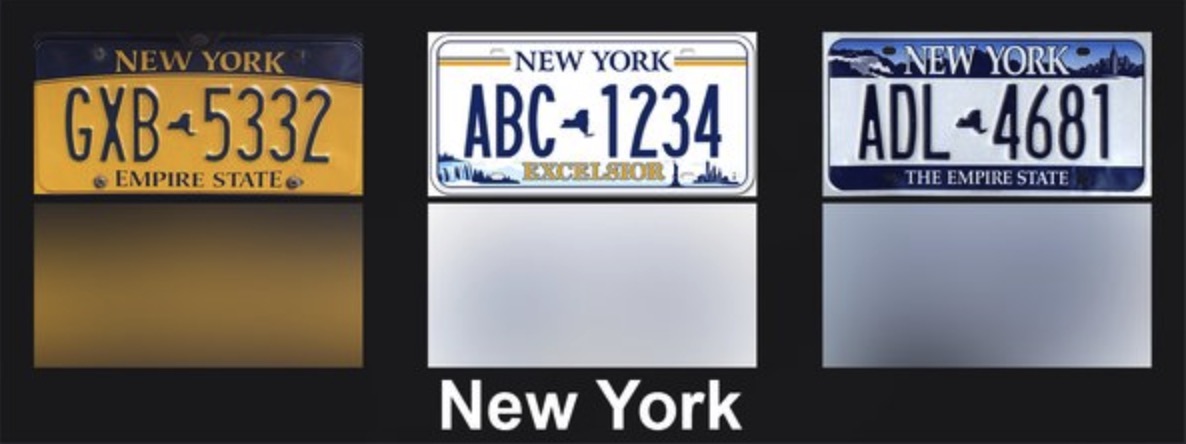 NEW YORK
GXB 5332
EMPIRE STATE
NEW YORK
ABC 1234
EXCELSIOR
NEW YORK
ADL 4681
THE EMPIRE STATE
New York